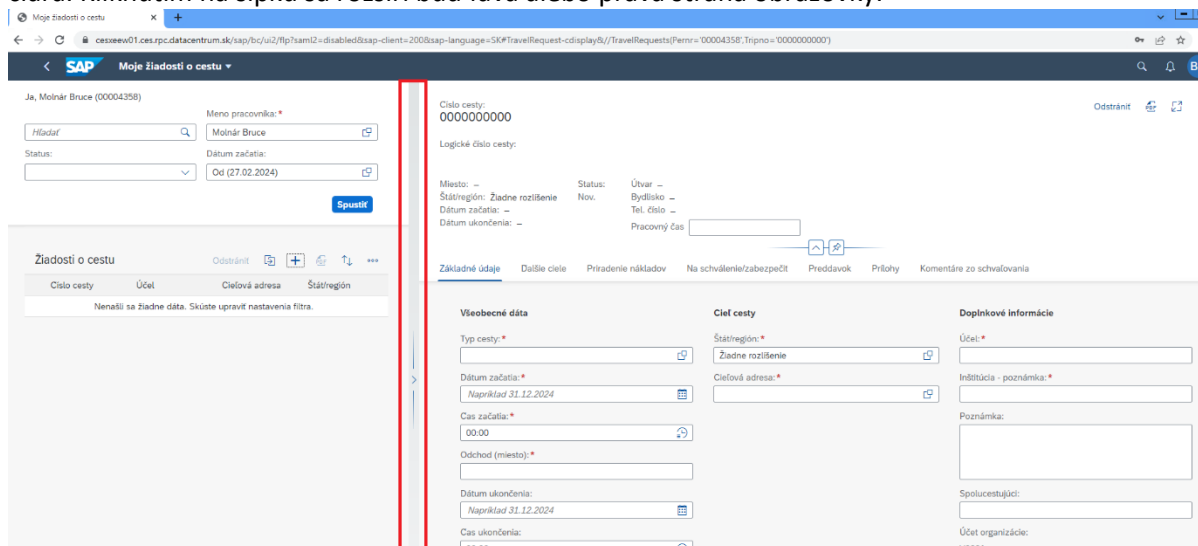 Moje žiadosti o cestu
cesxeew01.ces.rpc.datacentrum.sk/sap/bc/ui2/flp?saml2=disabled&sap-client=200&sap-language=SK#TravelRequest-cdisplay&//TravelRequests(Pernr='00004358',Tripno='0000000000')
SAP Moje žiadosti o cestu
Ja, Molnár Bruce (00004358)
Meno pracovníka:*
Hľadať
Molnár Bruce
Status:
Dátum začatia:
Od (27.02.2024)
Spustiť
Žiadosti o cestu
Odstrániť
Číslo cesty Účel Cieľová adresa Štát/región
Nenašli sa žiadne dáta. Skúste upraviť nastavenia filtra.
Číslo cesty:
0000000000
Odstrániť
Logické číslo cesty:
Miesto: – Status: Útvar –
Štát/región: Žiadne rozlíšenie Nov. Bydlisko –
Dátum začatia: – Tel. číslo –
Dátum ukončenia: – Pracovný čas
Základné údaje Ďalšie ciele Priradenie nákladov Na schválenie/zabezpečiť Preddavok Prílohy Komentáre zo schvaľovania
Všeobecné dáta Cieľ cesty Doplnkové informácie
Typ cesty:* Štát/región:* Účel:*
Žiadne rozlíšenie
Dátum začatia:* Cieľová adresa:* Inštitúcia - poznámka:*
Napríklad 31.12.2024
Čas začatia:* Poznámka:
00:00
Odchod (miesto):*
Dátum ukončenia: Spolucestujúci:
Napríklad 31.12.2024
Čas ukončenia: Účet organizácie: